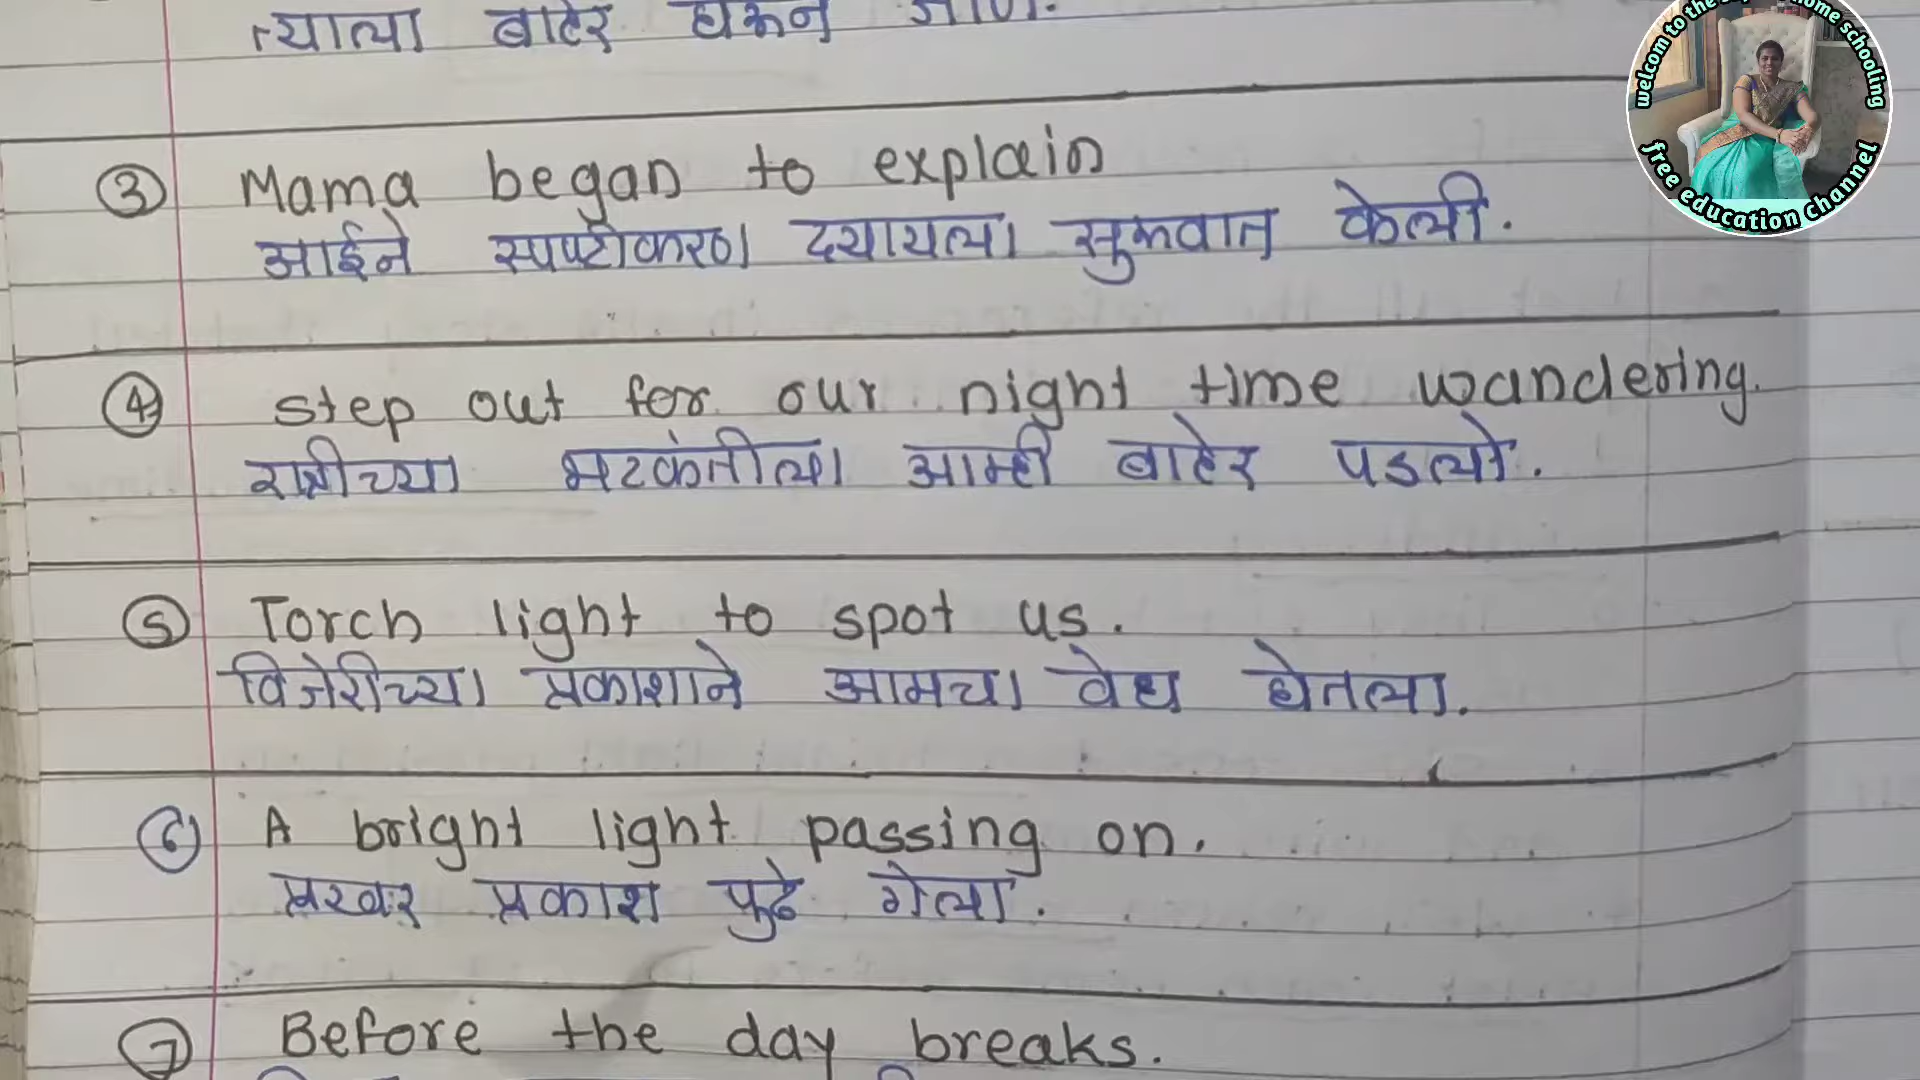 त्याला बाहेर घेऊन जाणे.
③ Mama began to explain
आईने स्पष्टीकरण द्यायला सुरुवात केली.
④ step out for our night time wandering.
रात्रीच्या भटकंतीला आम्ही बाहेर पडलो.
⑤ Torch light to spot us.
विजेरीच्या प्रकाशाने आमचा वेध घेतला.
⑥ A bright light passing on.
प्रखर प्रकाश पुढे गेला.
⑦ Before the day breaks.
welcom to the home schooling
free education channel